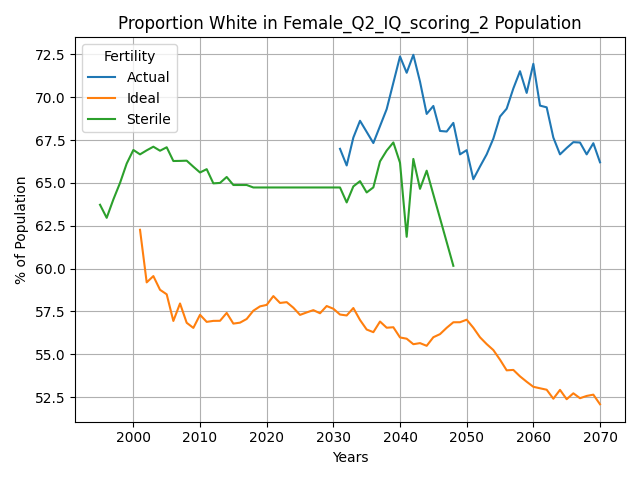 Proportion White in Female_Q2_IQ_scoring_2 Population
Fertility
Actual
Ideal
Sterile
% of Population
72.5
70.0
67.5
65.0
62.5
60.0
57.5
55.0
52.5
2000 2010 2020 2030 2040 2050 2060 2070
Years